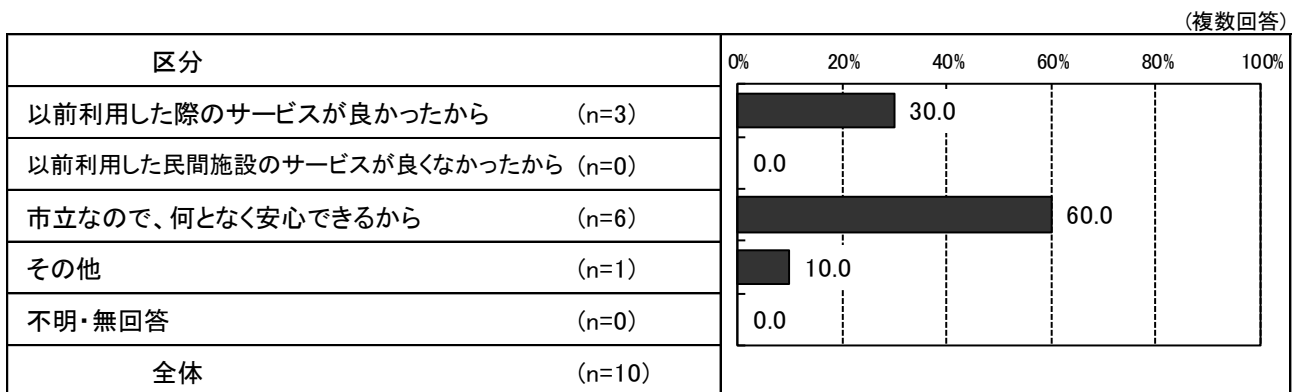 (複数回答)
区分 0% 20% 40% 60% 80% 100%
以前利用した際のサービスが良かったから (n=3) 30.0
以前利用した民間施設のサービスが良くなかったから (n=0) 0.0
市立なので、何となく安心できるから (n=6) 60.0
その他 (n=1) 10.0
不明・無回答 (n=0) 0.0
全体 (n=10)